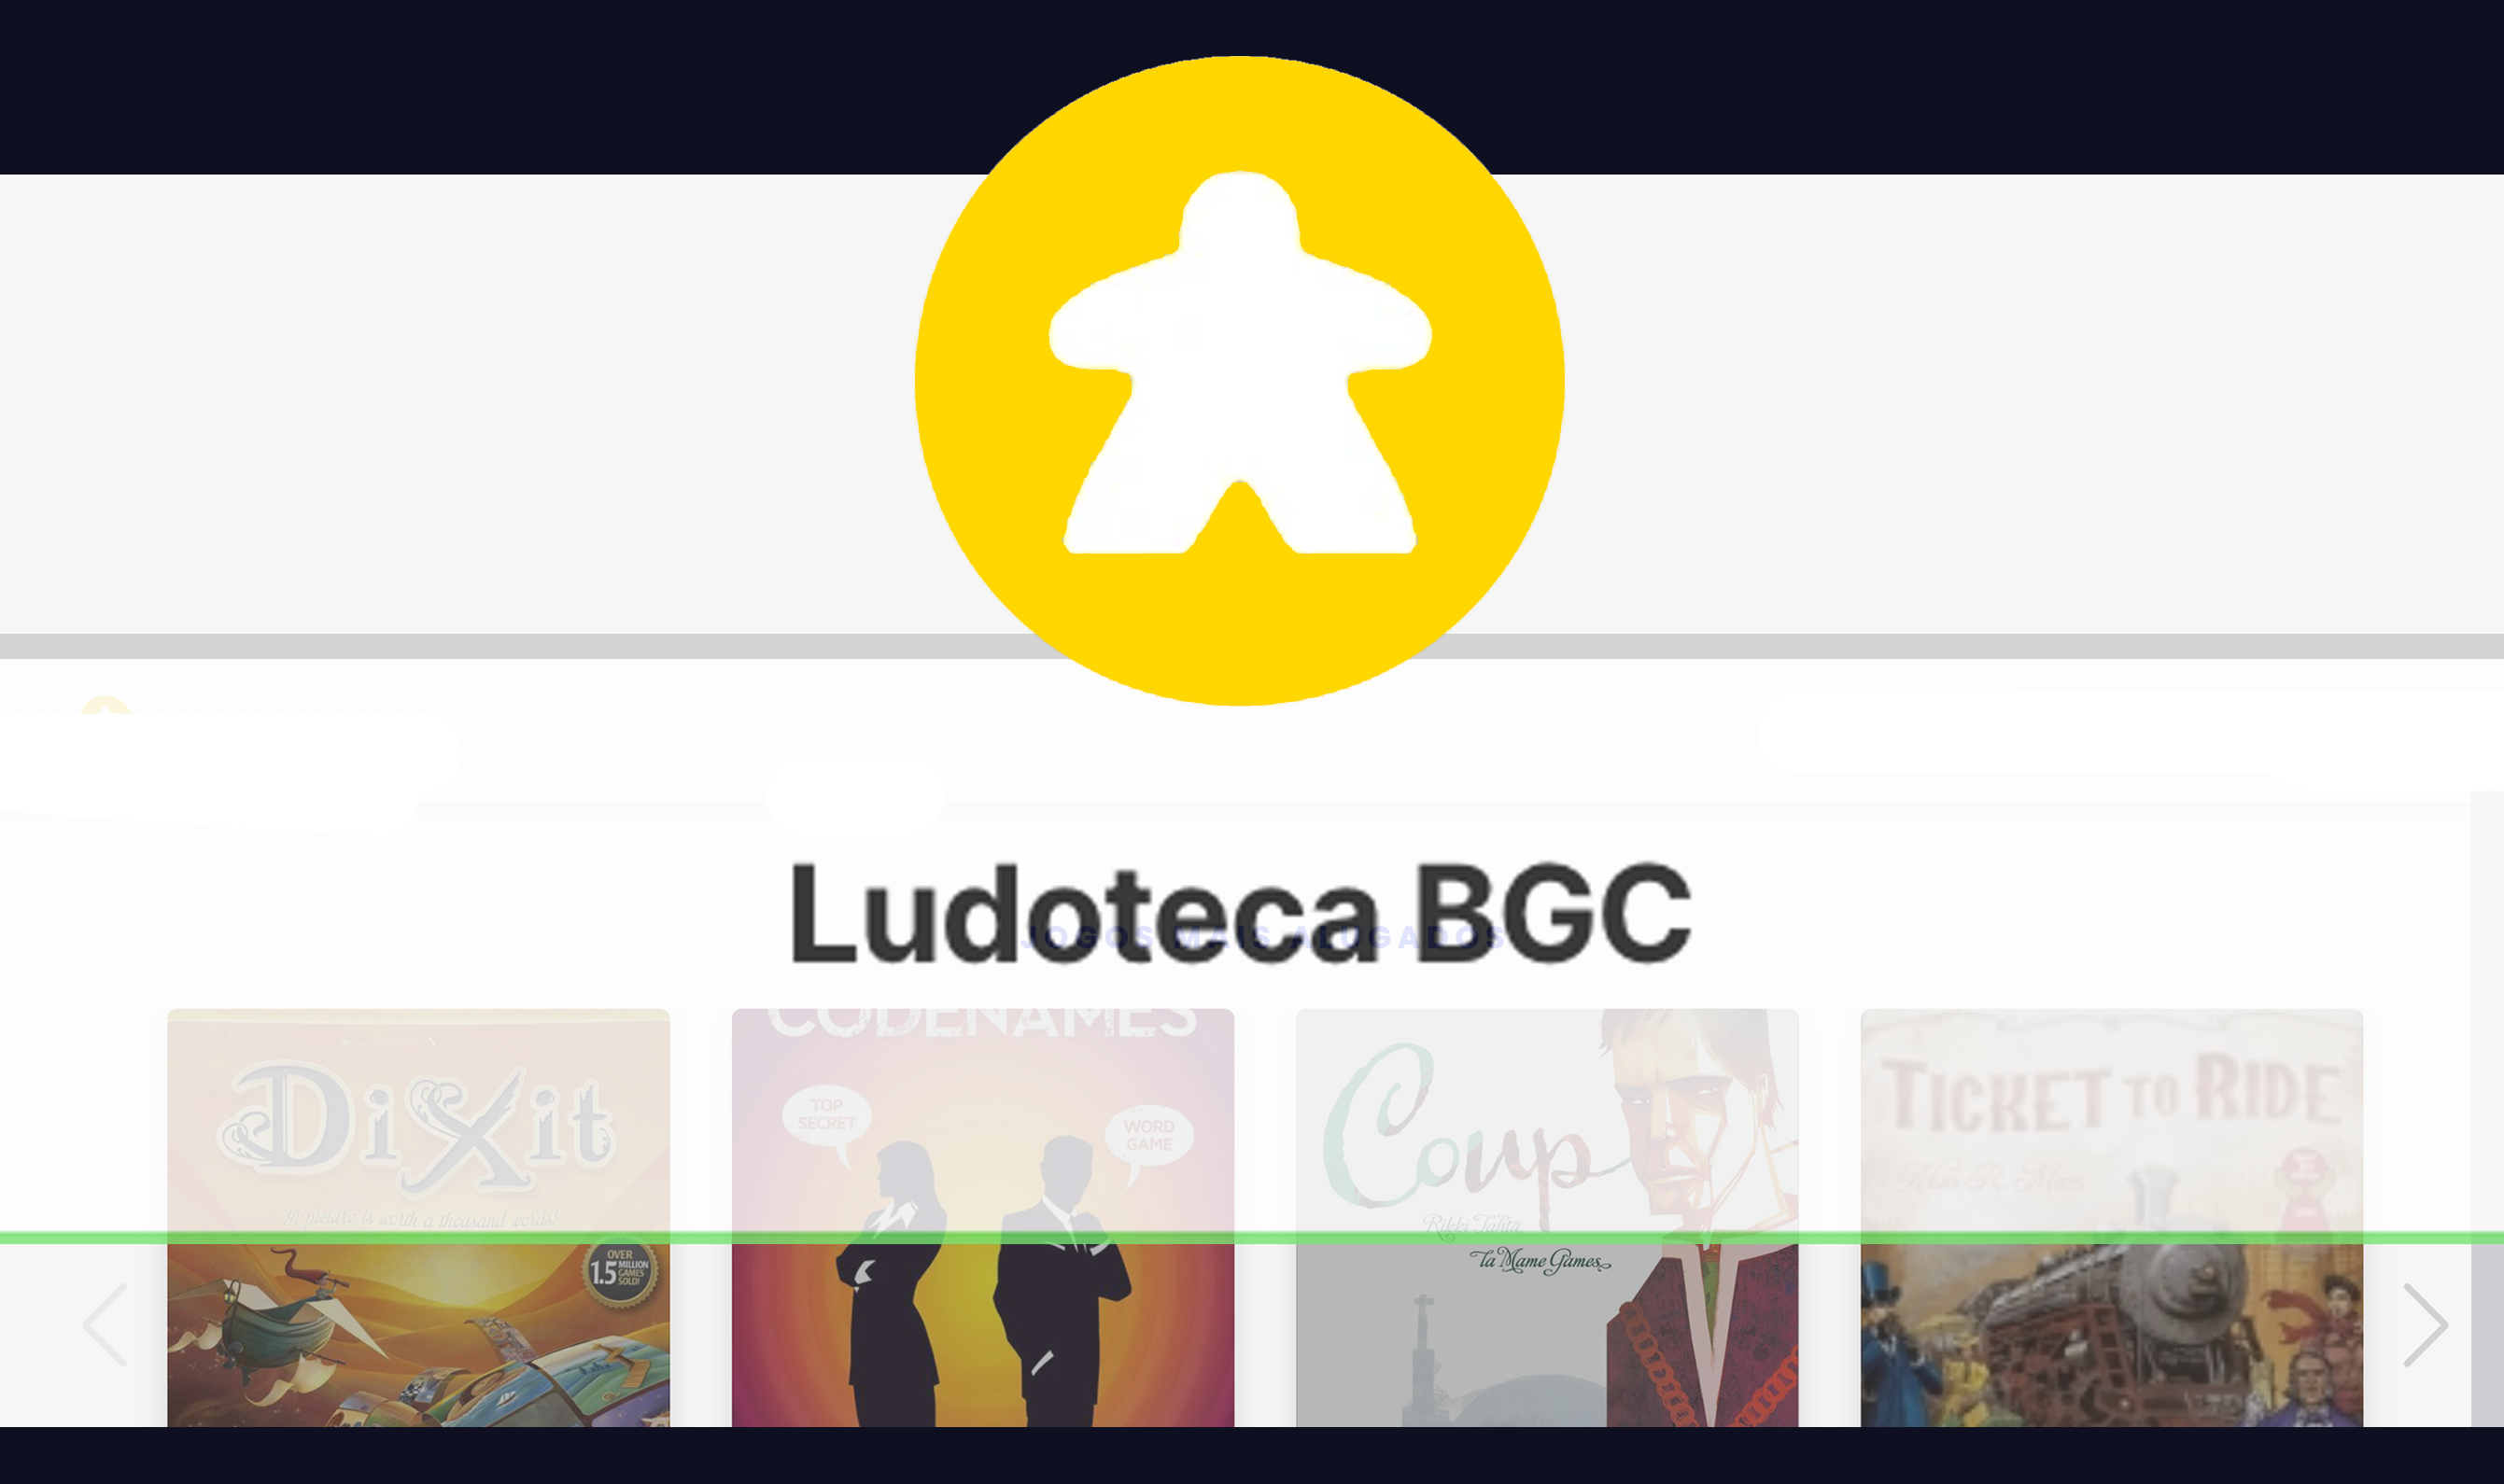 Ludoteca BGC
JOGOS MAIS ALUGADOS
DiXit
A picture is worth a thousand words!
OVER
1.5 MILLION
GAMES
SOLD!
CODENAMES
TOP
SECRET
WORD
GAME
Coup
Rikki Tahta
La Mame Games
TICKET TO RIDE
Alan R. Moon